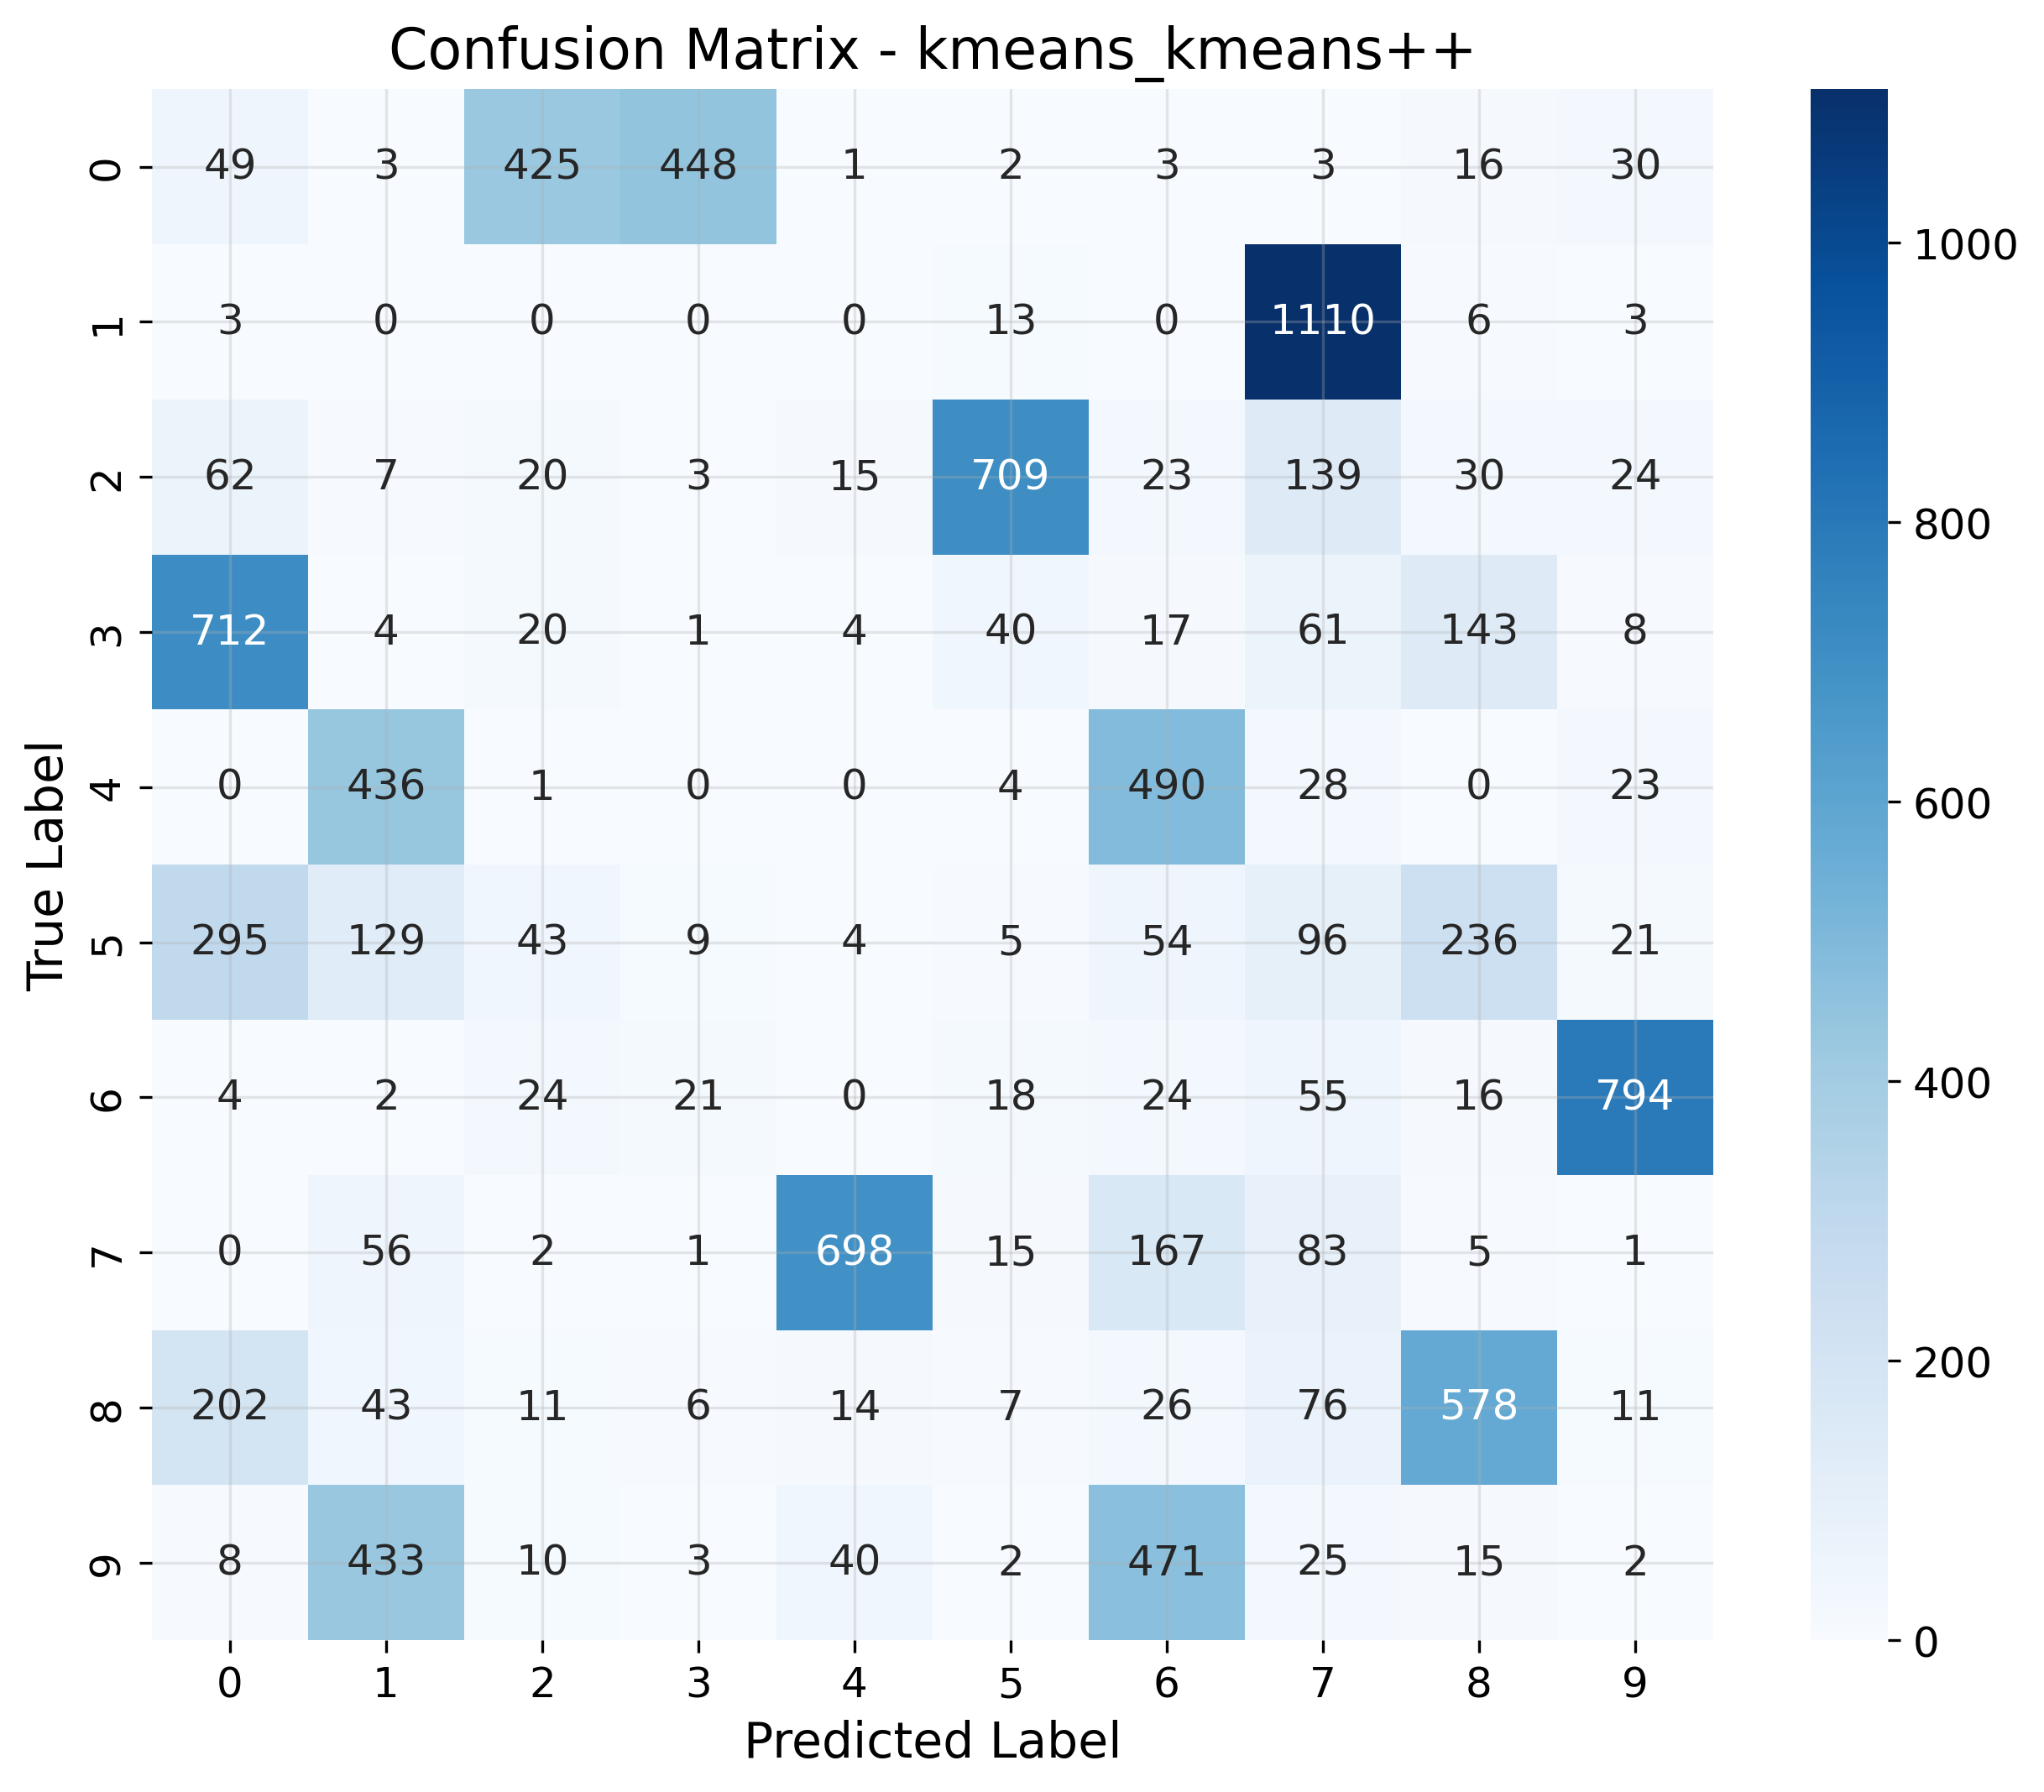 Confusion Matrix - kmeans_kmeans++
True Label
0 49 3 425 448 1 2 3 3 16 30
1 3 0 0 0 0 13 0 1110 6 3
2 62 7 20 3 15 709 23 139 30 24
3 712 4 20 1 4 40 17 61 143 8
4 0 436 1 0 0 4 490 28 0 23
5 295 129 43 9 4 5 54 96 236 21
6 4 2 24 21 0 18 24 55 16 794
7 0 56 2 1 698 15 167 83 5 1
8 202 43 11 6 14 7 26 76 578 11
9 8 433 10 3 40 2 471 25 15 2
0 1 2 3 4 5 6 7 8 9
Predicted Label
1000
800
600
400
200
0